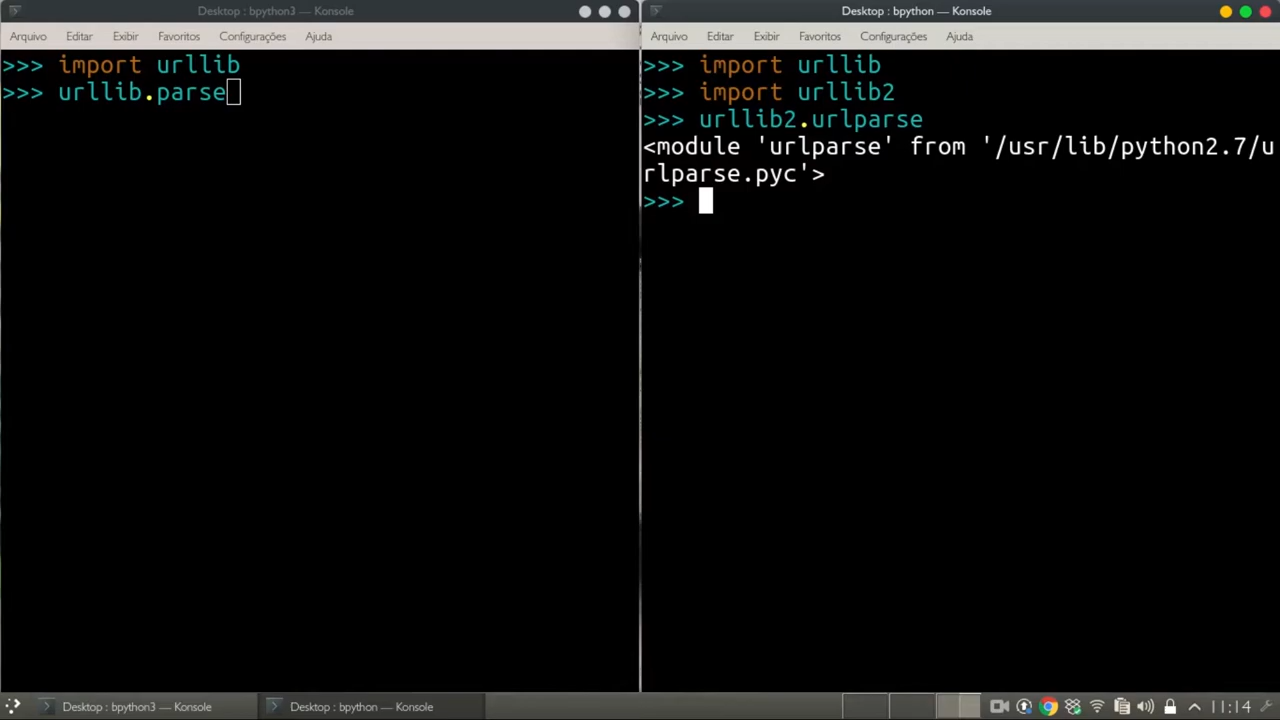 Desktop : bpython3 — Konsole
Arquivo Editar Exibir Favoritos Configurações Ajuda
>>> import urllib
>>> urllib.parse
Desktop : bpython — Konsole
Arquivo Editar Exibir Favoritos Configurações Ajuda
>>> import urllib
>>> import urllib2
>>> urllib2.urlparse
<module 'urlparse' from '/usr/lib/python2.7/u
rlparse.pyc'>
>>>
Desktop : bpython3 — Konsole Desktop : bpython — Konsole 11:14